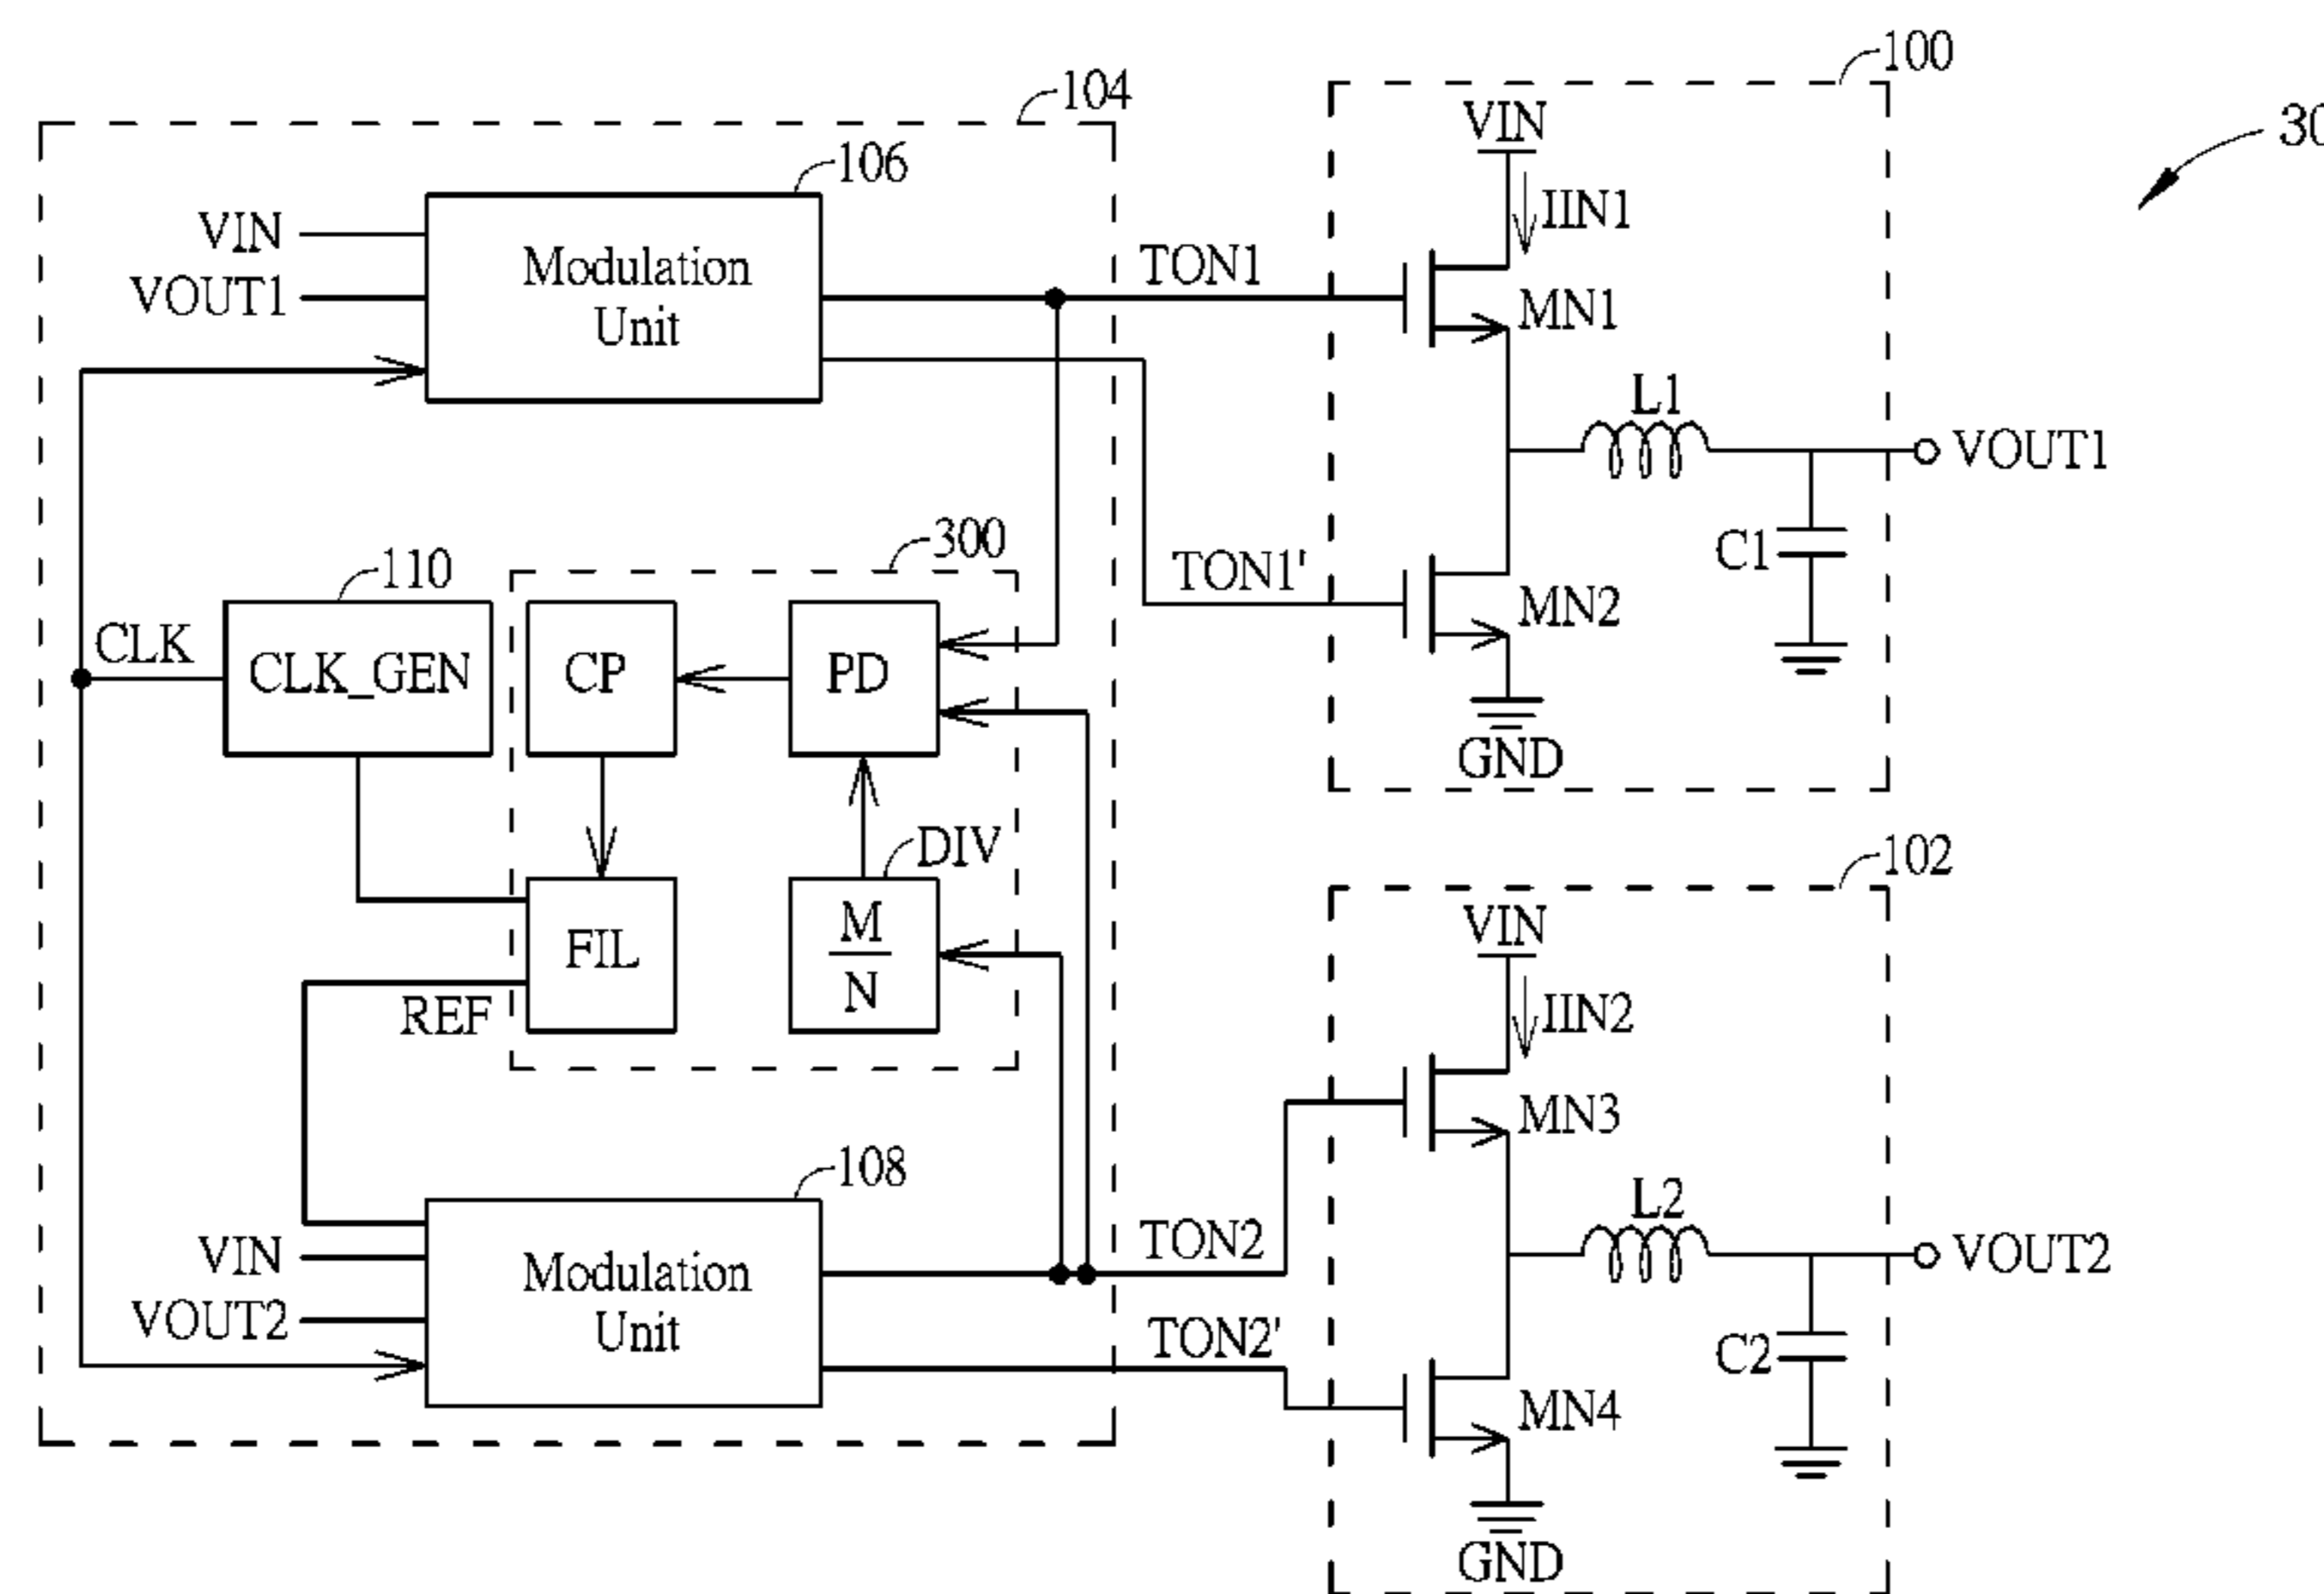 100
30
104
VIN
106
IIN1
VIN
Modulation
Unit
TON1
VOUT1
MN1
L1
VOUT1
300
110
TON1'
C1
CLK
CLK_GEN
CP
PD
MN2
GND
DIV
102
VIN
FIL
M
N
REF
IIN2
MN3
108
L2
VIN
Modulation
Unit
TON2
VOUT2
VOUT2
TON2'
C2
MN4
GND